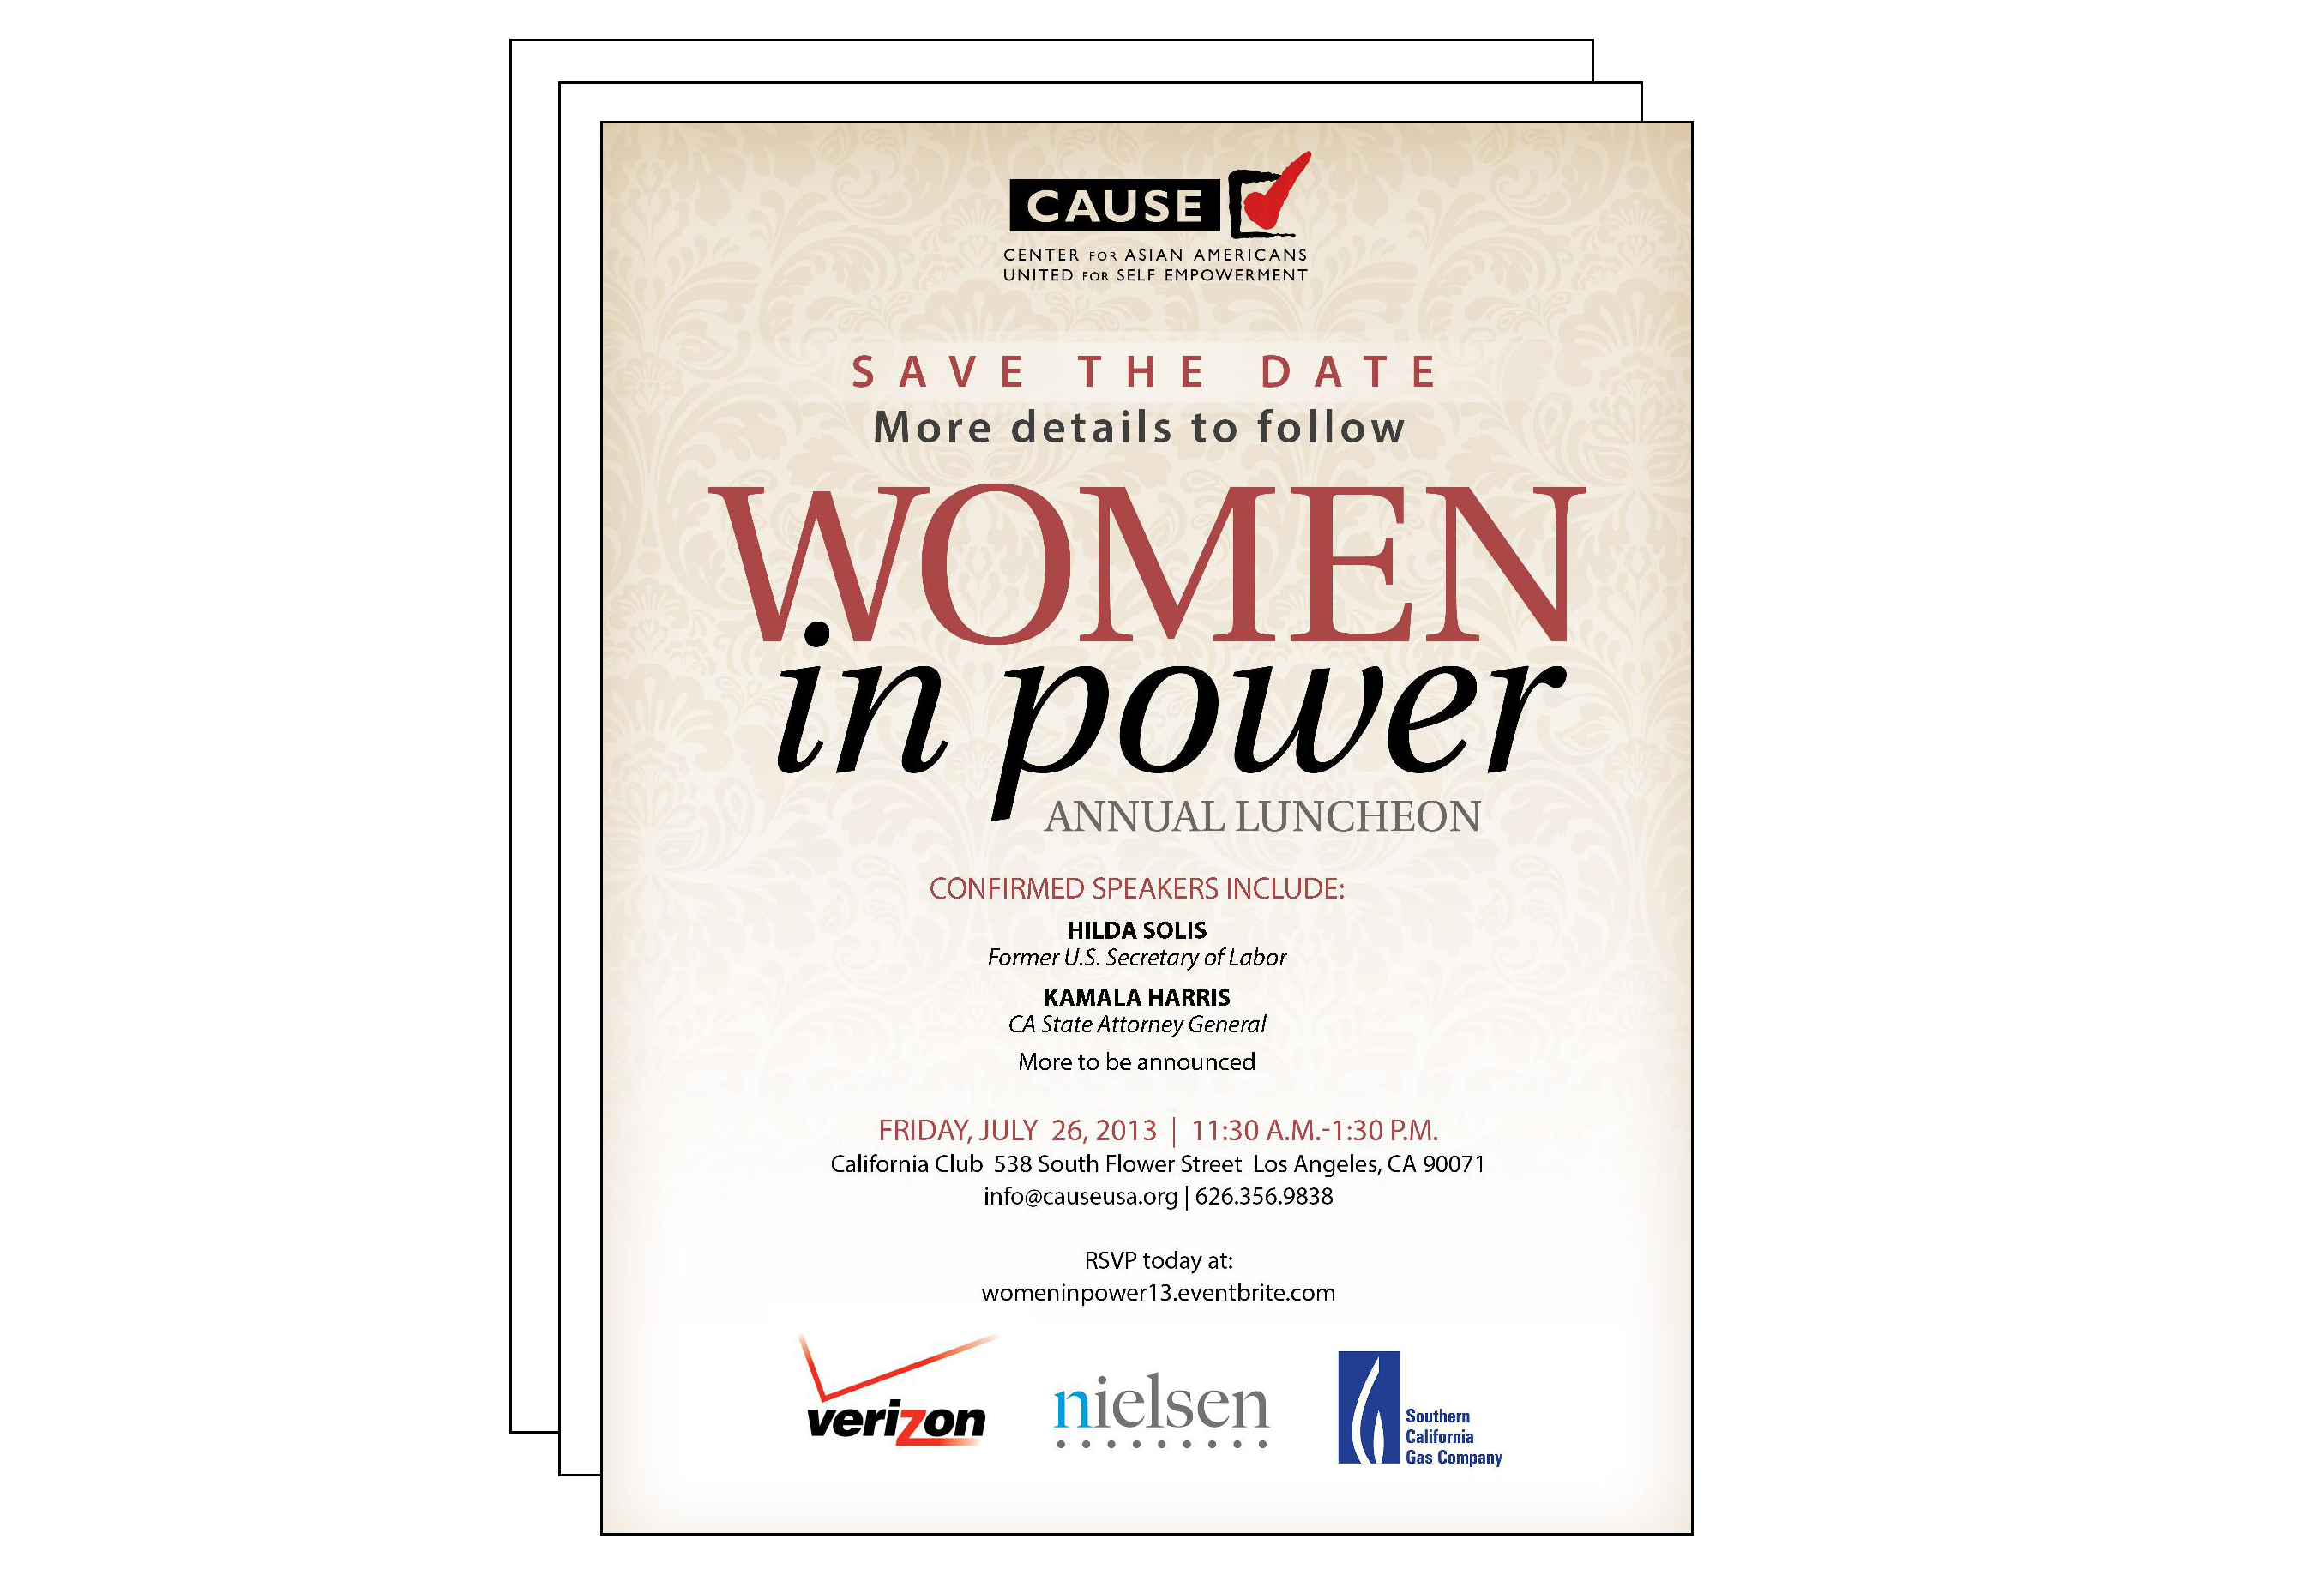 CAUSE
CENTER FOR ASIAN AMERICANS
UNITED FOR SELF EMPOWERMENT
SAVE THE DATE
More details to follow
WOMEN
in power
ANNUAL LUNCHEON
CONFIRMED SPEAKERS INCLUDE:
HILDA SOLIS
Former U.S. Secretary of Labor
KAMALA HARRIS
CA State Attorney General
More to be announced
FRIDAY, JULY 26, 2013 | 11:30 A.M.-1:30 P.M.
California Club 538 South Flower Street Los Angeles, CA 90071
info@causeusa.org | 626.356.9838
RSVP today at:
womeninpower13.eventbrite.com
verizon
nielsen
Southern
California
Gas Company